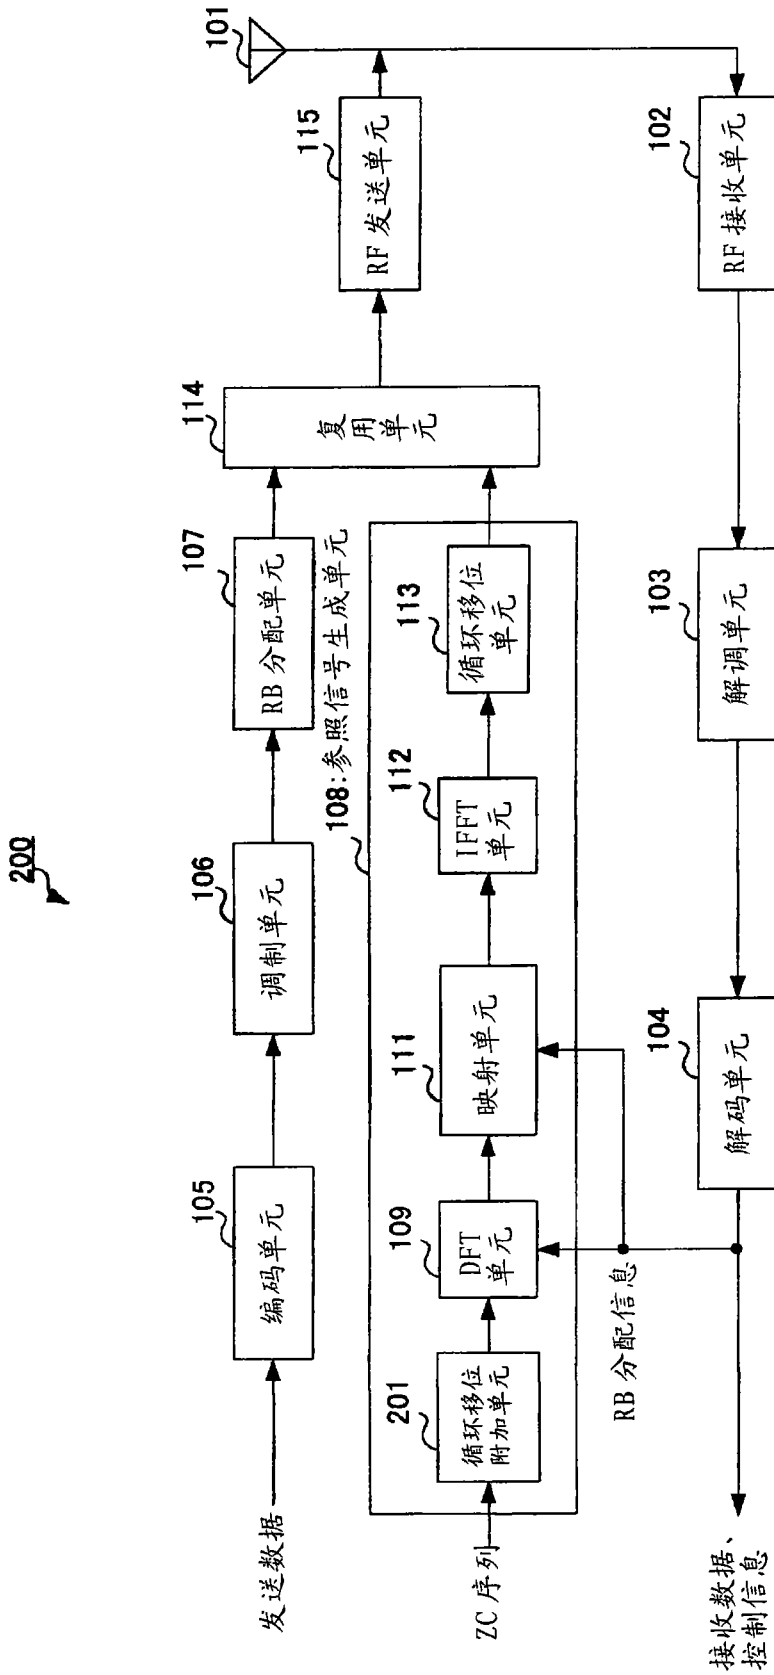 200
发送数据
105
编码单元
106
调制单元
107
RB 分配单元
114
复用单元
115
RF 发送单元
101
108:参照信号生成单元
ZC 序列
201
循环移位
附加单元
109
DFT
单元
111
映射单元
112
IFFT
单元
113
循环移位
单元
RB 分配信息
102
RF 接收单元
103
解调单元
104
解码单元
接收数据、
控制信息